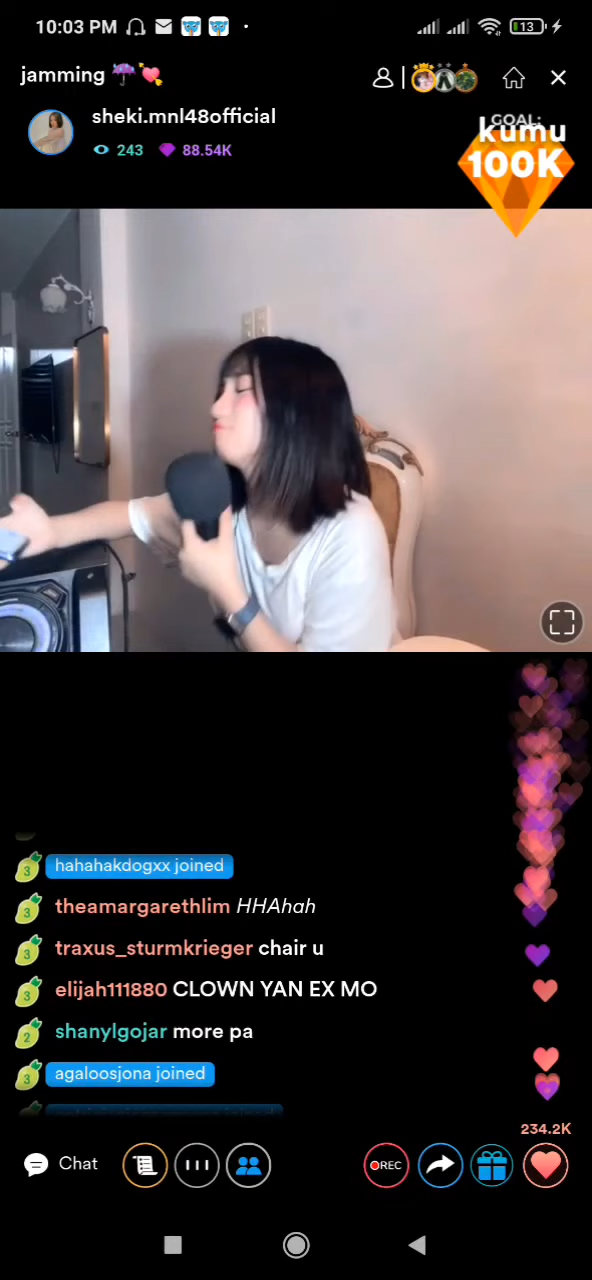 10:03 PM
13
jamming
sheki.mnl48official
243
88.54K
GOAL:
kumu
100K
hahahakdogxx joined
3
theamargarethlim HHAhah
3
traxus_sturmkrieger chair u
3
elijah111880 CLOWN YAN EX MO
3
shanylgojar more pa
2
agaloosjona joined
3
234.2K
Chat
REC